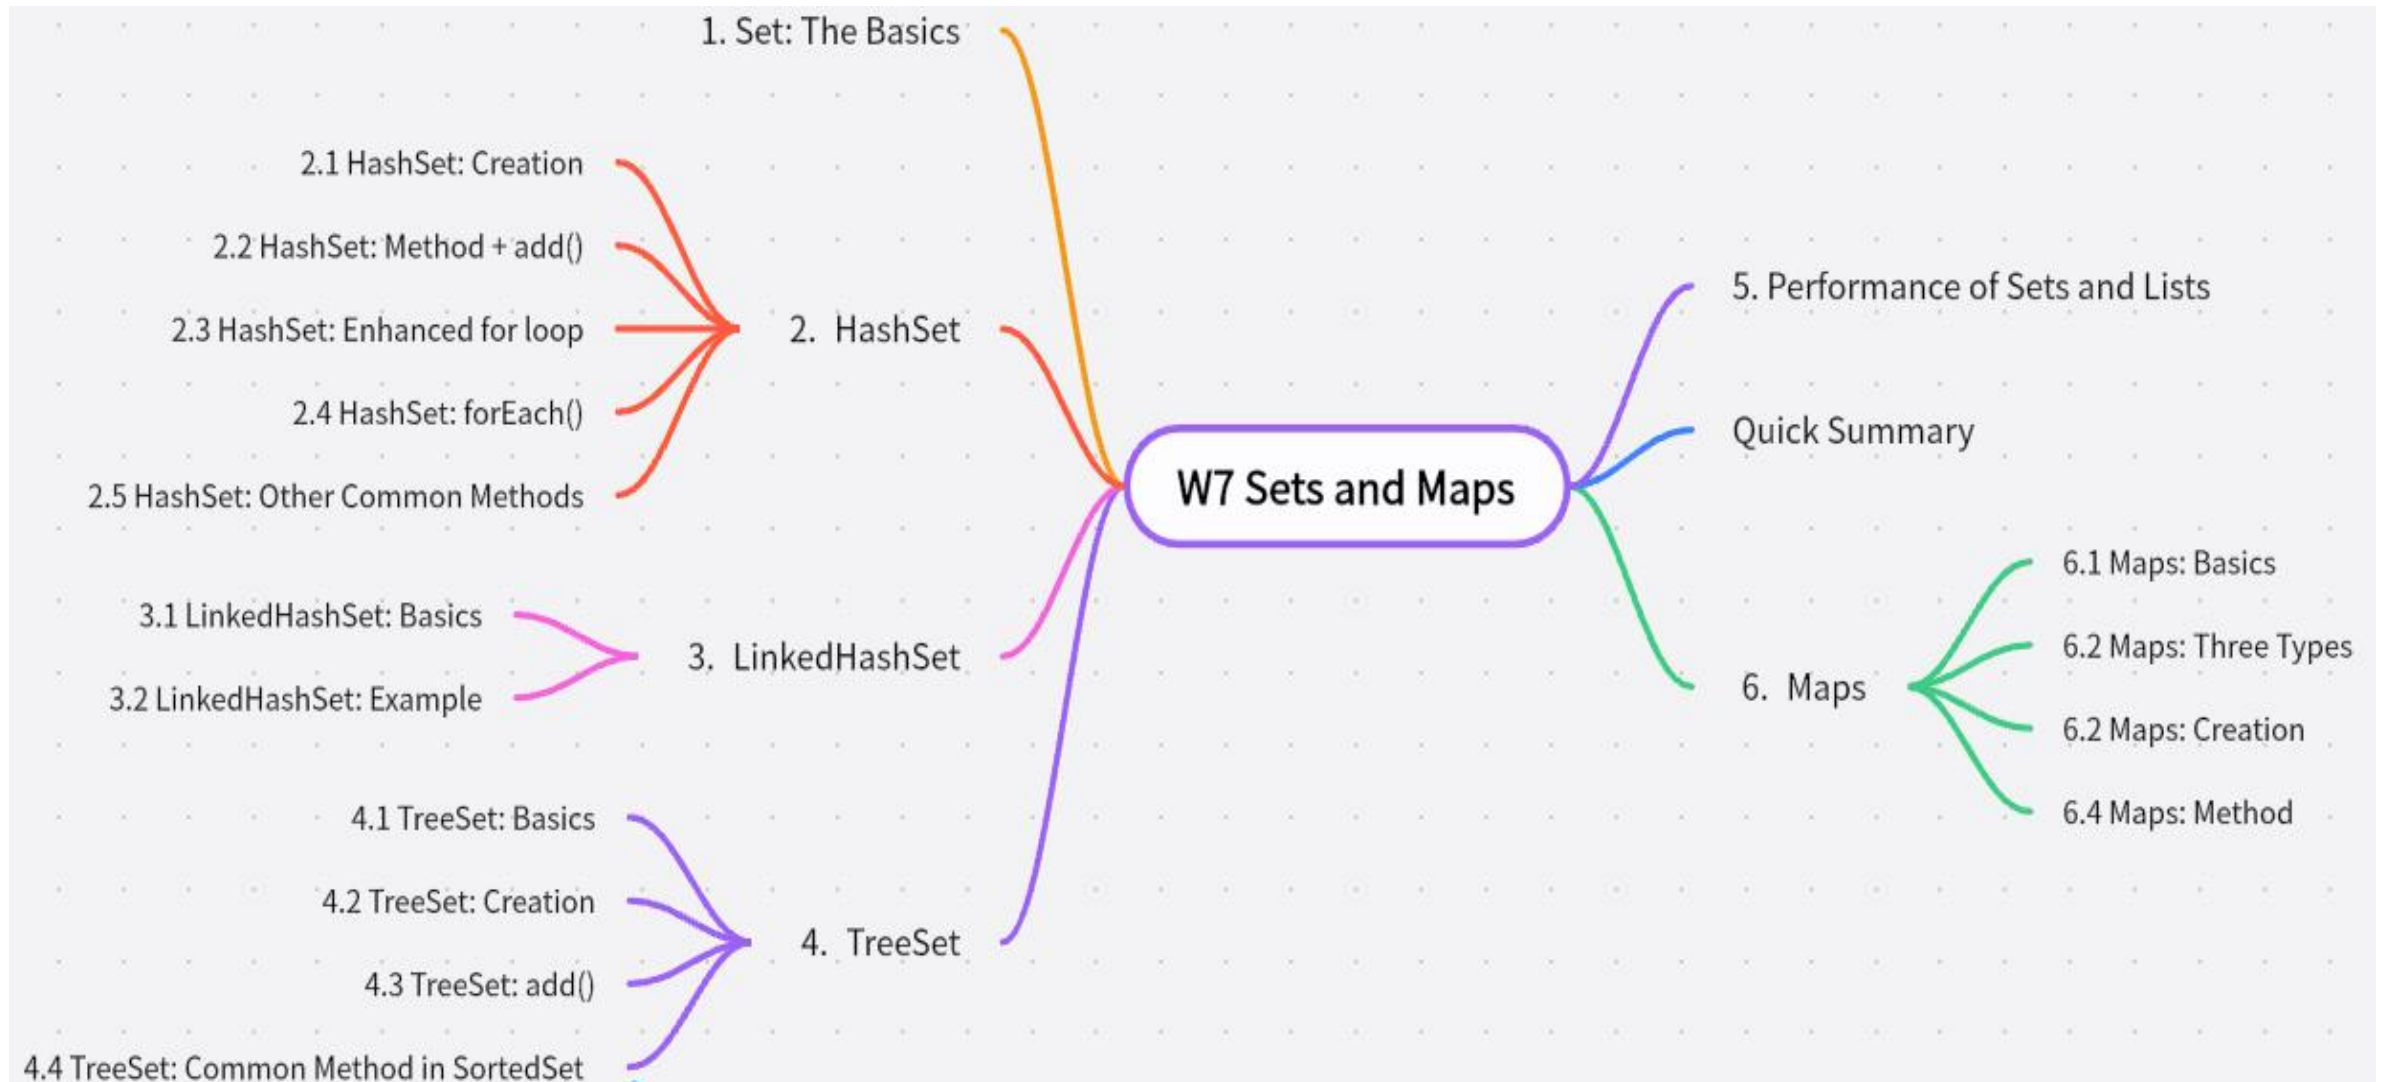 1. Set: The Basics
2.1 HashSet: Creation
2.2 HashSet: Method + add()
2.3 HashSet: Enhanced for loop
2. HashSet
2.4 HashSet: forEach()
2.5 HashSet: Other Common Methods
3.1 LinkedHashSet: Basics
3. LinkedHashSet
3.2 LinkedHashSet: Example
4.1 TreeSet: Basics
4.2 TreeSet: Creation
4. TreeSet
4.3 TreeSet: add()
4.4 TreeSet: Common Method in SortedSet
W7 Sets and Maps
5. Performance of Sets and Lists
Quick Summary
6. Maps
6.1 Maps: Basics
6.2 Maps: Three Types
6.2 Maps: Creation
6.4 Maps: Method